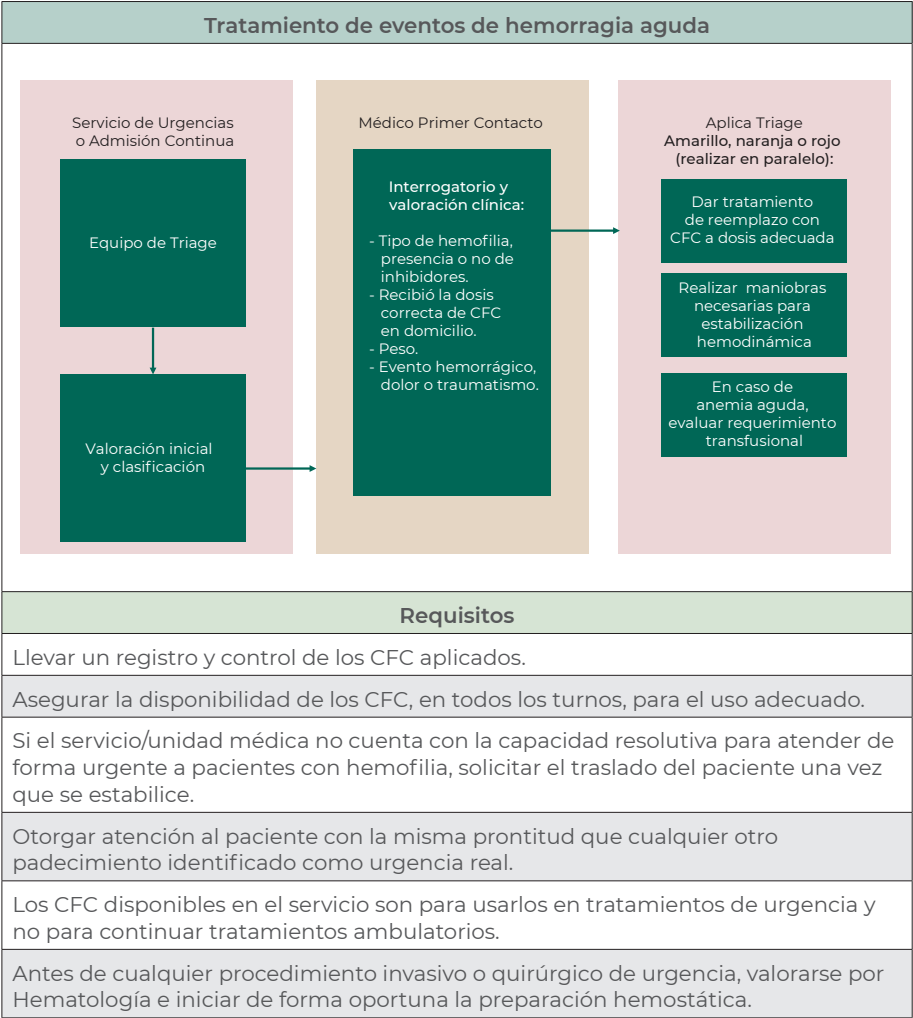 Tratamiento de eventos de hemorragia aguda
Servicio de Urgencias
o Admisión Continua
Equipo de Triage
Valoración inicial
y clasificación
Médico Primer Contacto
Interrogatorio y
valoración clínica:
- Tipo de hemofilia,
presencia o no de
inhibidores.
- Recibió la dosis
correcta de CFC
en domicilio.
- Peso.
- Evento hemorrágico,
dolor o traumatismo.
Aplica Triage
Amarillo, naranja o rojo
(realizar en paralelo):
Dar tratamiento
de reemplazo con
CFC a dosis adecuada
Realizar maniobras
necesarias para
estabilización
hemodinámica
En caso de
anemia aguda,
evaluar requerimiento
transfusional
Requisitos
Llevar un registro y control de los CFC aplicados.
Asegurar la disponibilidad de los CFC, en todos los turnos, para el uso adecuado.
Si el servicio/unidad médica no cuenta con la capacidad resolutiva para atender de
forma urgente a pacientes con hemofilia, solicitar el traslado del paciente una vez
que se estabilice.
Otorgar atención al paciente con la misma prontitud que cualquier otro
padecimiento identificado como urgencia real.
Los CFC disponibles en el servicio son para usarlos en tratamientos de urgencia y
no para continuar tratamientos ambulatorios.
Antes de cualquier procedimiento invasivo o quirúrgico de urgencia, valorarse por
Hematología e iniciar de forma oportuna la preparación hemostática.